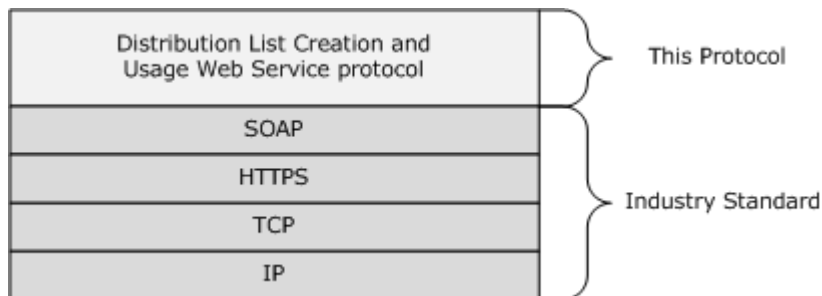 Distribution List Creation and
Usage Web Service protocol
This Protocol
SOAP
HTTPS
TCP
IP
Industry Standard